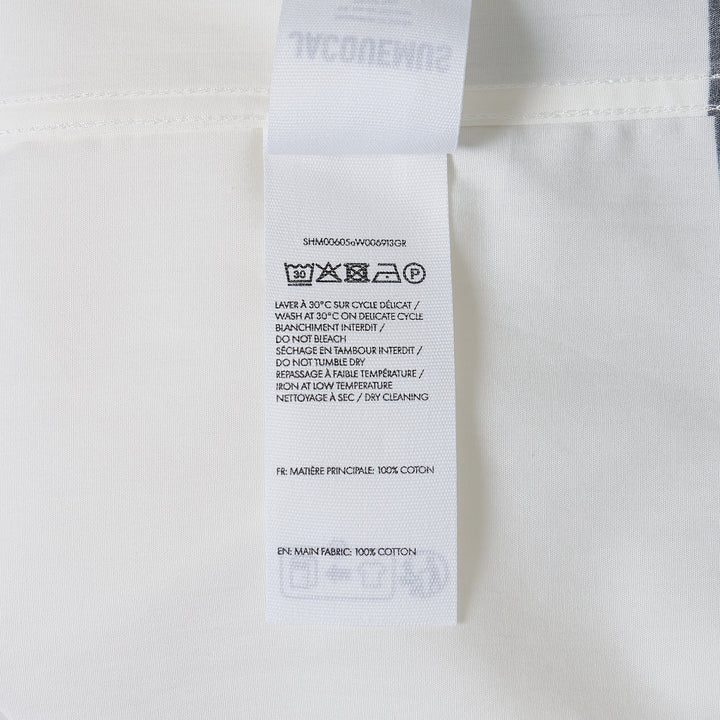 JACQUEMUS
SHM00605aW006913GR
30 P
LAVER À 30°C SUR CYCLE DÉLICAT /
WASH AT 30°C ON DELICATE CYCLE
BLANCHIMENT INTERDIT /
DO NOT BLEACH
SÉCHAGE EN TAMBOUR INTERDIT /
DO NOT TUMBLE DRY
REPASSAGE À FAIBLE TEMPÉRATURE /
IRON AT LOW TEMPERATURE
NETTOYAGE À SEC / DRY CLEANING
FR: MATIÈRE PRINCIPALE: 100% COTON
EN: MAIN FABRIC: 100% COTTON